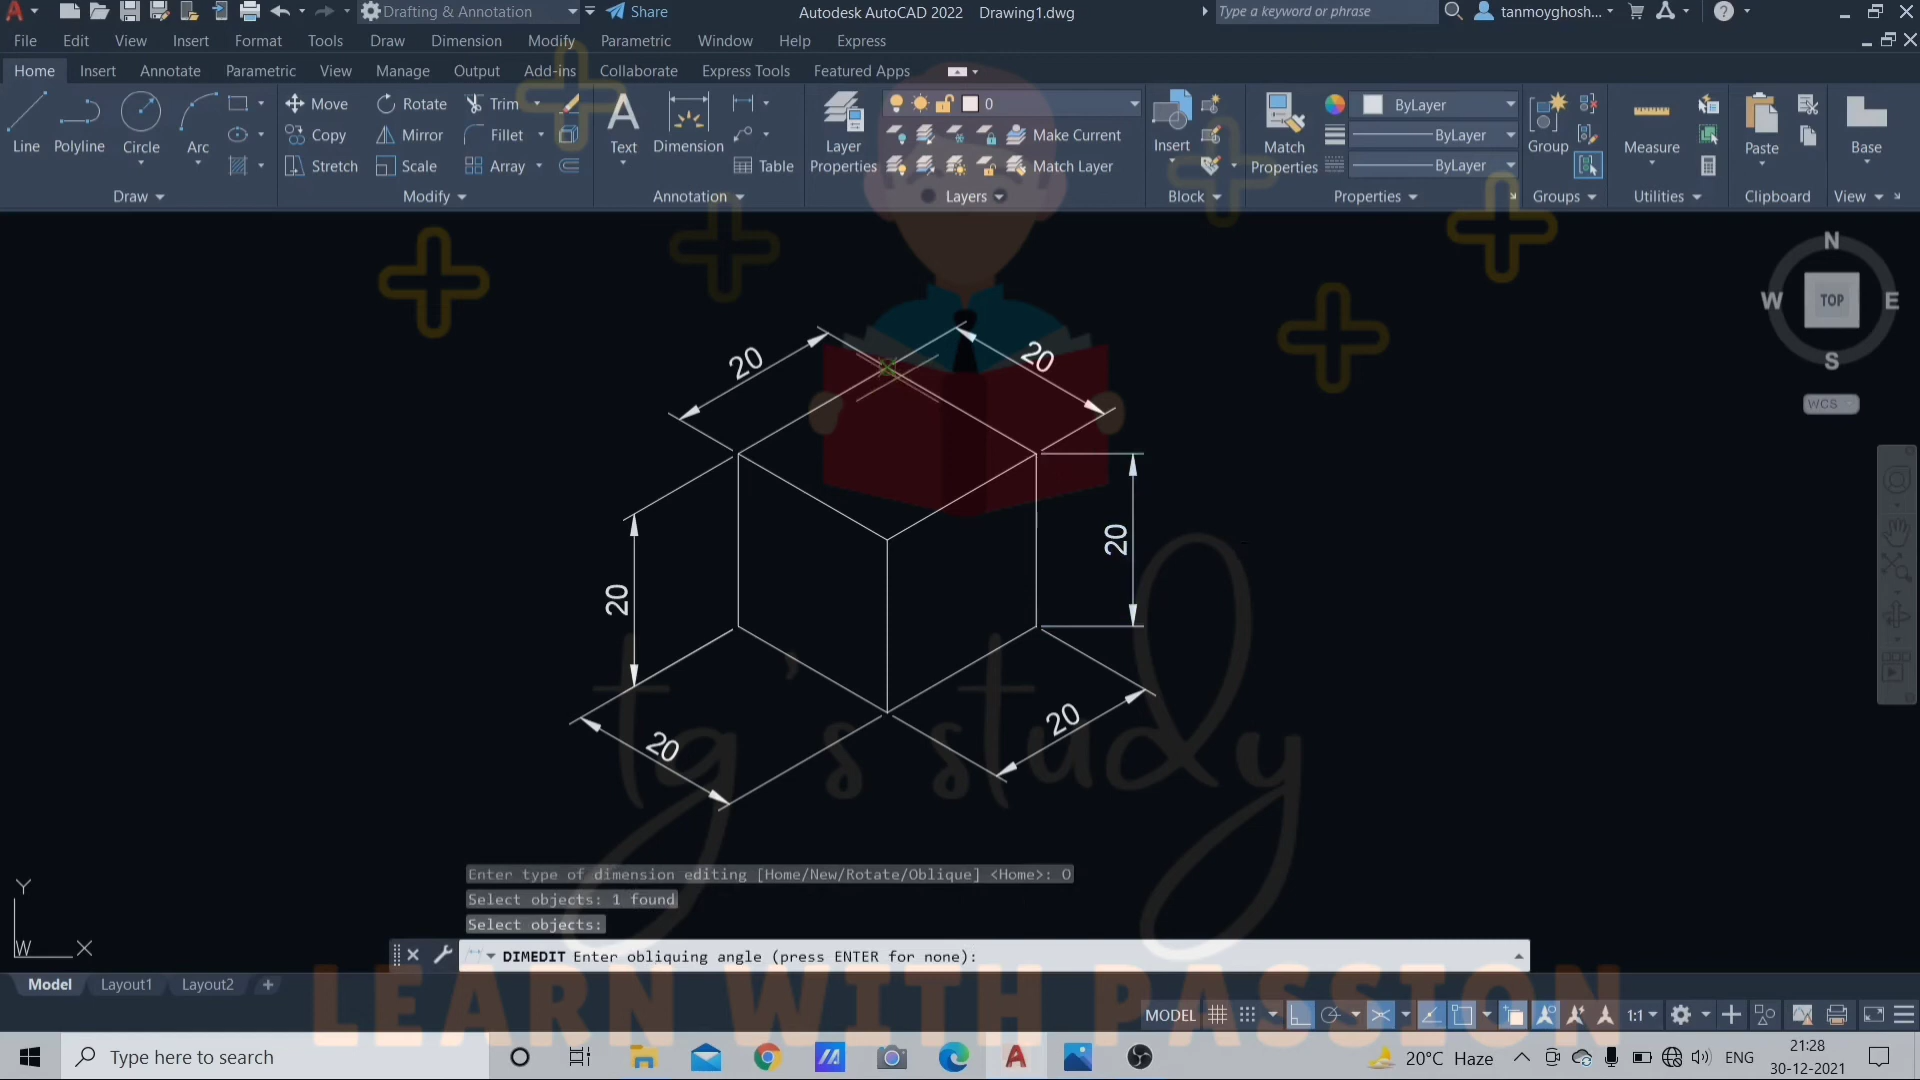 Drafting & Annotation
Share
Autodesk AutoCAD 2022 Drawing1.dwg
Type a keyword or phrase
tanmoyghosh...
File Edit View Insert Format Tools Draw Dimension Modify Parametric Window Help Express
Home Insert Annotate Parametric View Manage Output Add-ins Collaborate Express Tools Featured Apps
Line Polyline Circle Arc
Move Rotate Trim
Copy Mirror Fillet
Stretch Scale Array
Text Dimension Table
Layer Properties
0
Make Current
Match Layer
Insert
Match Properties
ByLayer
ByLayer
ByLayer
Group
Measure
Paste
Base
Draw Modify Annotation Layers Block Properties Groups Utilities Clipboard View
N
W TOP E
S
WCS
20
20
20
20
20
20
tg's study
Enter type of dimension editing [Home/New/Rotate/Oblique] <Home>: O
Select objects: 1 found
Select objects:
DIMEDIT Enter obliquing angle (press ENTER for none):
Y
W X
Model Layout1 Layout2 +
LEARN WITH PASSION
MODEL 1:1
Type here to search
20°C Haze
ENG
21:28
30-12-2021